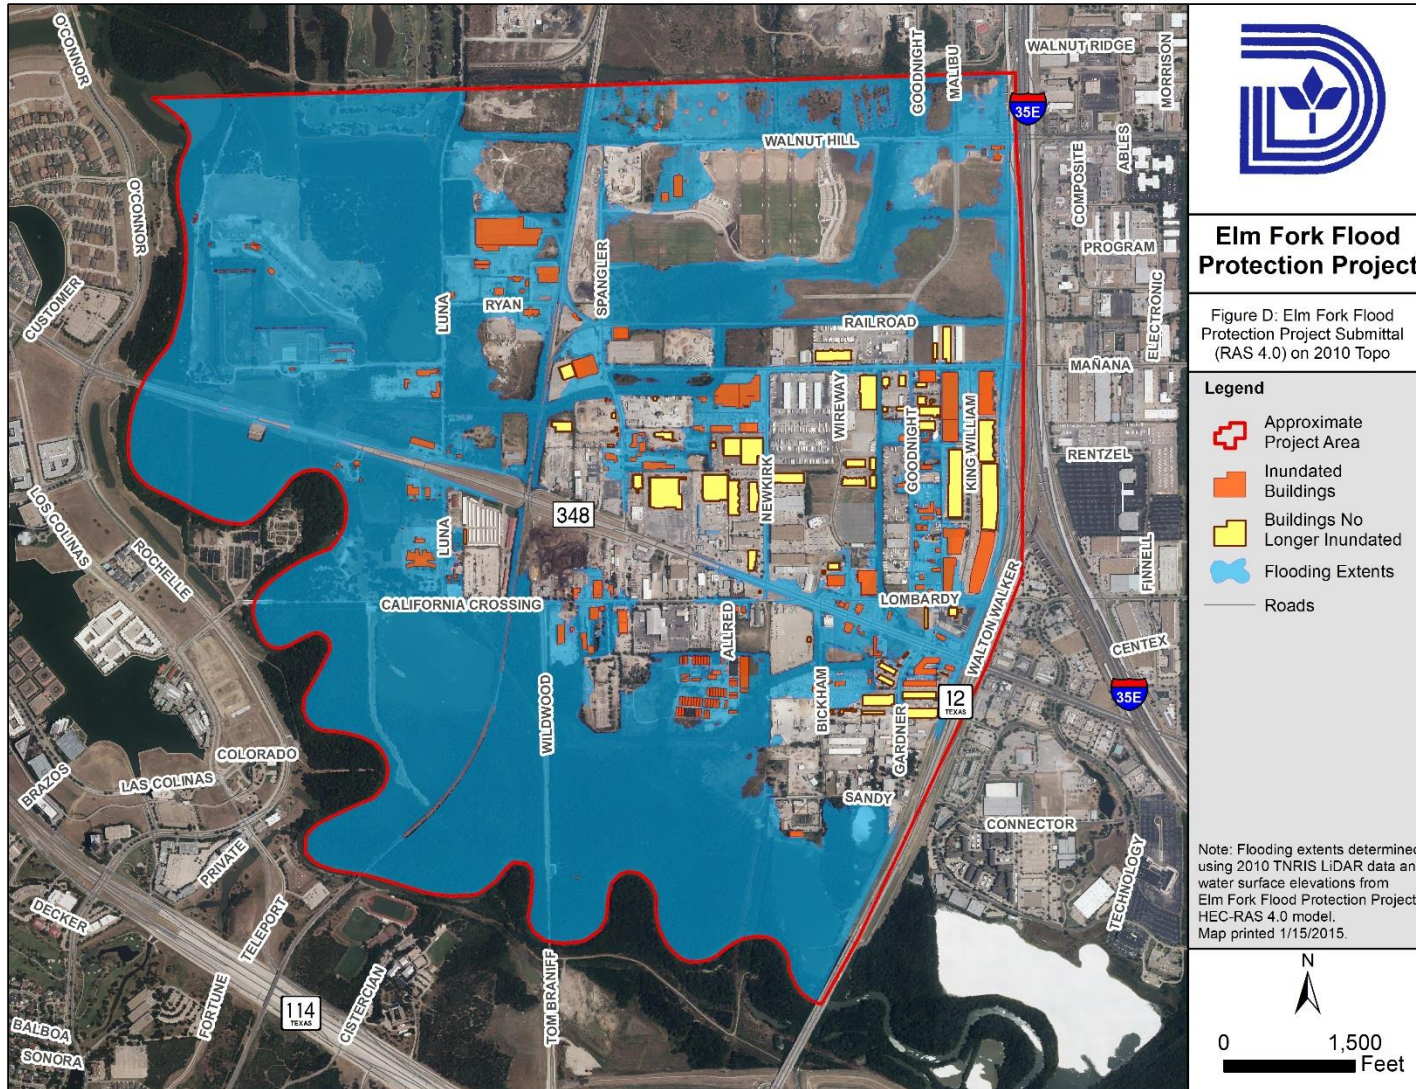 O'CONNOR
WALNUT RIDGE
GOODNIGHT
MALIBU
MORRISON
35E
WALNUT HILL
ABLES
COMPOSITE
O'CONNOR
PROGRAM
SPANGLER
CUSTOMER
LUNA
RYAN
RAILROAD
ELECTRONIC
MAÑANA
WIREWAY
GOODNIGHT
KING WILLIAM
RENTZEL
NEWKIRK
348
LOS COLINAS
LUNA
ROCHELLE
FINNELL
CALIFORNIA CROSSING
LOMBARDY
WALTON WALKER
ALLRED
CENTEX
35E
12
TEXAS
BICKHAM
GARDNER
WILDWOOD
COLORADO
LAS COLINAS
BRAZOS
SANDY
CONNECTOR
PRIVATE
TECHNOLOGY
DECKER
TELEPORT
FORTUNE
CISTERCIAN
TOM BRANIFF
114
TEXAS
BALBOA
SONORA
Elm Fork Flood
Protection Project
Figure D: Elm Fork Flood
Protection Project Submittal
(RAS 4.0) on 2010 Topo
Legend
Approximate
Project Area
Inundated
Buildings
Buildings No
Longer Inundated
Flooding Extents
Roads
Note: Flooding extents determined
using 2010 TNRIS LiDAR data an
water surface elevations from
Elm Fork Flood Protection Project
HEC-RAS 4.0 model.
Map printed 1/15/2015.
N
0 1,500
Feet